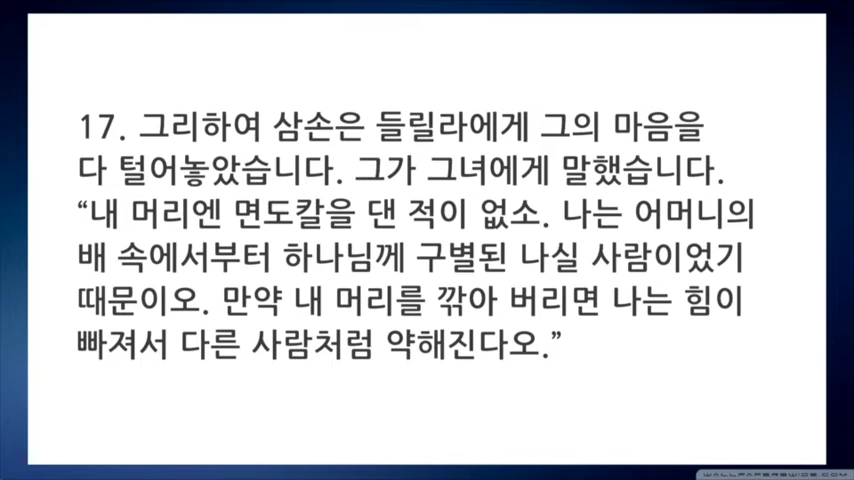 17. 그리하여 삼손은 들릴라에게 그의 마음을
다 털어놓았습니다. 그가 그녀에게 말했습니다.
“내 머리엔 면도칼을 댄 적이 없소. 나는 어머니의
배 속에서부터 하나님께 구별된 나실 사람이었기
때문이오. 만약 내 머리를 깎아 버리면 나는 힘이
빠져서 다른 사람처럼 약해진다오.”
WALLPAPERSWIDE.COM